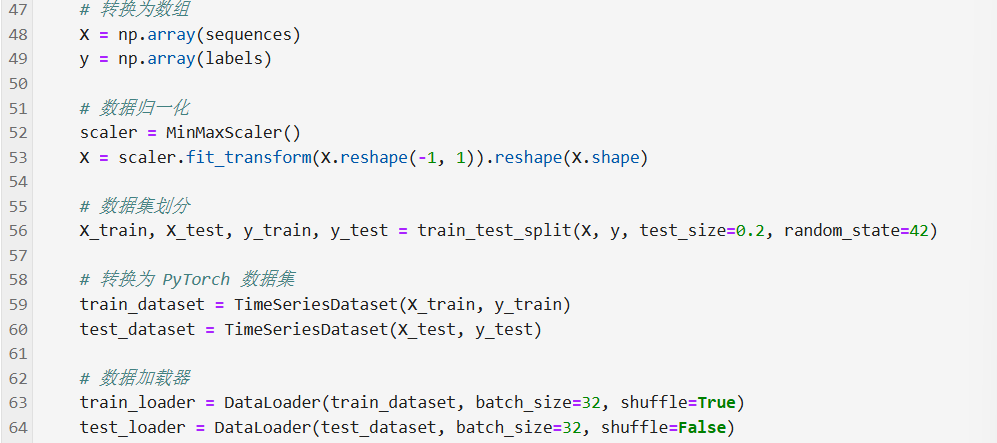 47 # 转换为数组
48 X = np.array(sequences)
49 y = np.array(labels)
50
51 # 数据归一化
52 scaler = MinMaxScaler()
53 X = scaler.fit_transform(X.reshape(-1, 1)).reshape(X.shape)
54
55 # 数据集划分
56 X_train, X_test, y_train, y_test = train_test_split(X, y, test_size=0.2, random_state=42)
57
58 # 转换为 PyTorch 数据集
59 train_dataset = TimeSeriesDataset(X_train, y_train)
60 test_dataset = TimeSeriesDataset(X_test, y_test)
61
62 # 数据加载器
63 train_loader = DataLoader(train_dataset, batch_size=32, shuffle=True)
64 test_loader = DataLoader(test_dataset, batch_size=32, shuffle=False)